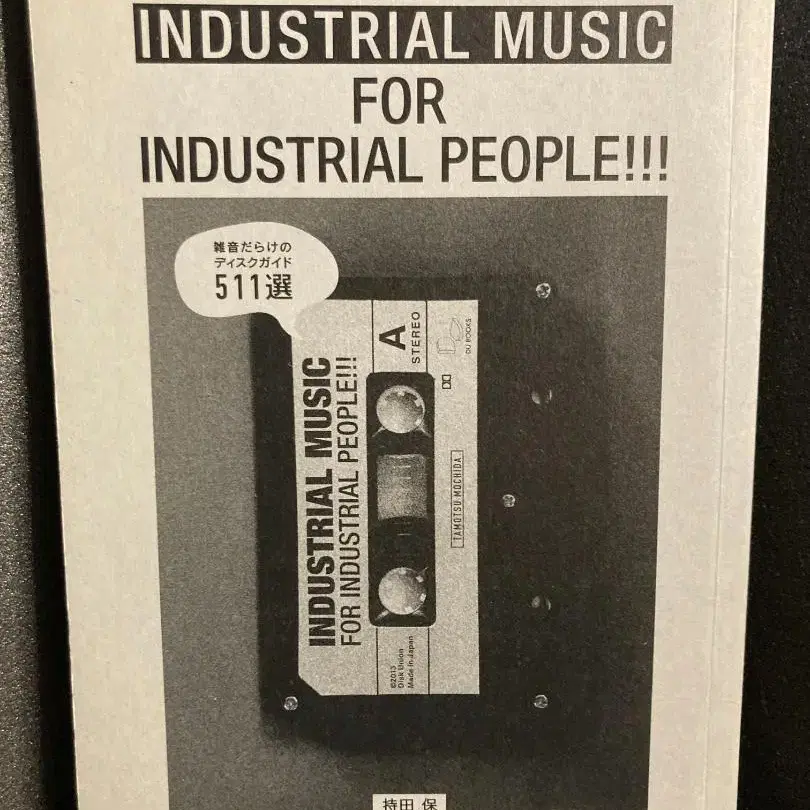 INDUSTRIAL MUSIC
FOR
INDUSTRIAL PEOPLE!!!
雑音だらけの
ディスクガイド
511選
A
STEREO
DU BOOKS
INDUSTRIAL MUSIC
FOR INDUSTRIAL PEOPLE!!!
TAMOTSU MOCHIDA
©2013
Disk Union
Made in Japan
持田 保